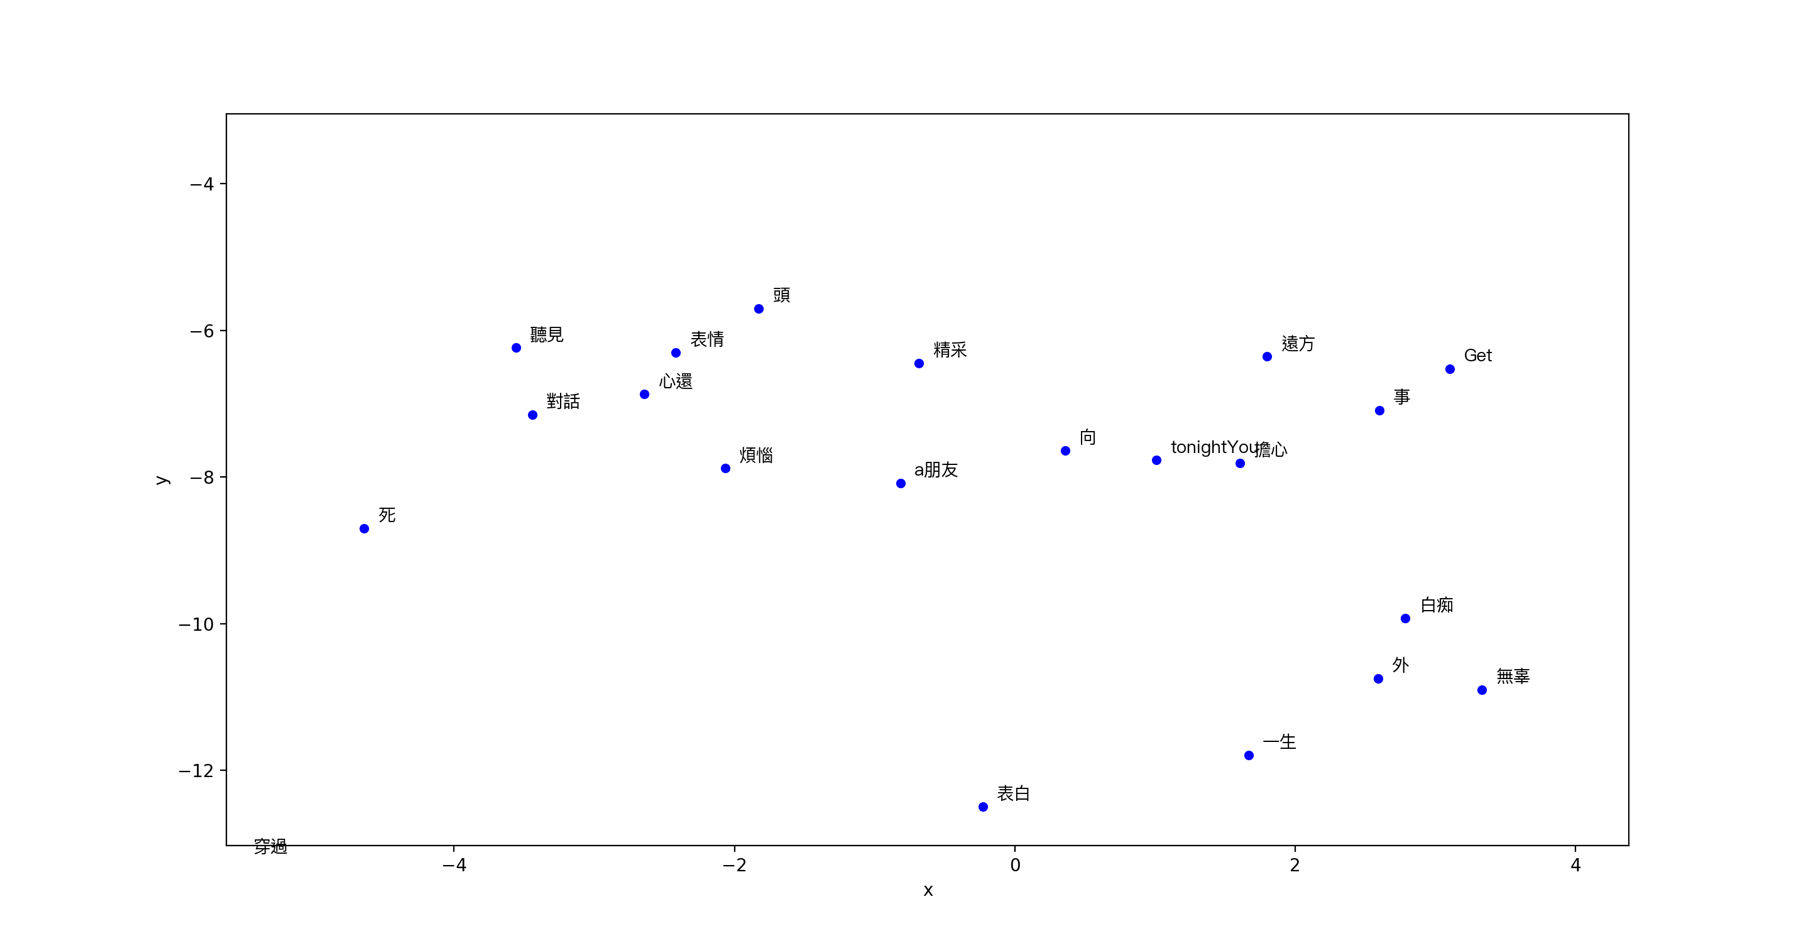 −4
頭
聽見
表情
遠方
−6
精采
Get
心還
事
對話
向
tonightYou
擔心
煩惱
a朋友
−8
y
死
白痴
−10
外
無辜
一生
−12
表白
穿過
−4
−2
0
2
4
x